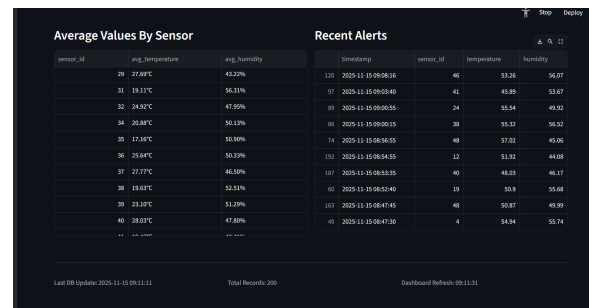 Stop Deploy
Average Values By Sensor
sensor_id avg_temperature avg_humidity
29 27.69°C 43.22%
31 19.11°C 56.31%
32 24.92°C 47.95%
34 20.88°C 50.13%
35 17.16°C 50.90%
36 25.64°C 50.33%
37 27.77°C 46.50%
38 19.63°C 52.51%
39 23.10°C 51.29%
40 28.03°C 47.80%
Recent Alerts
timestamp sensor_id temperature humidity
120 2025-11-15 09:08:16 46 53.26 56.07
97 2025-11-15 09:03:40 41 45.89 53.67
89 2025-11-15 09:00:55 24 55.54 49.92
86 2025-11-15 09:00:15 38 55.32 56.52
74 2025-11-15 08:56:55 48 57.02 45.06
192 2025-11-15 08:54:55 12 51.92 44.08
187 2025-11-15 08:53:35 40 48.03 46.17
60 2025-11-15 08:52:40 19 50.9 55.68
163 2025-11-15 08:47:45 48 50.87 49.99
40 2025-11-15 08:47:30 4 54.94 55.74
Last DB Update: 2025-11-15 09:11:11 Total Records: 200 Dashboard Refresh: 09:11:31